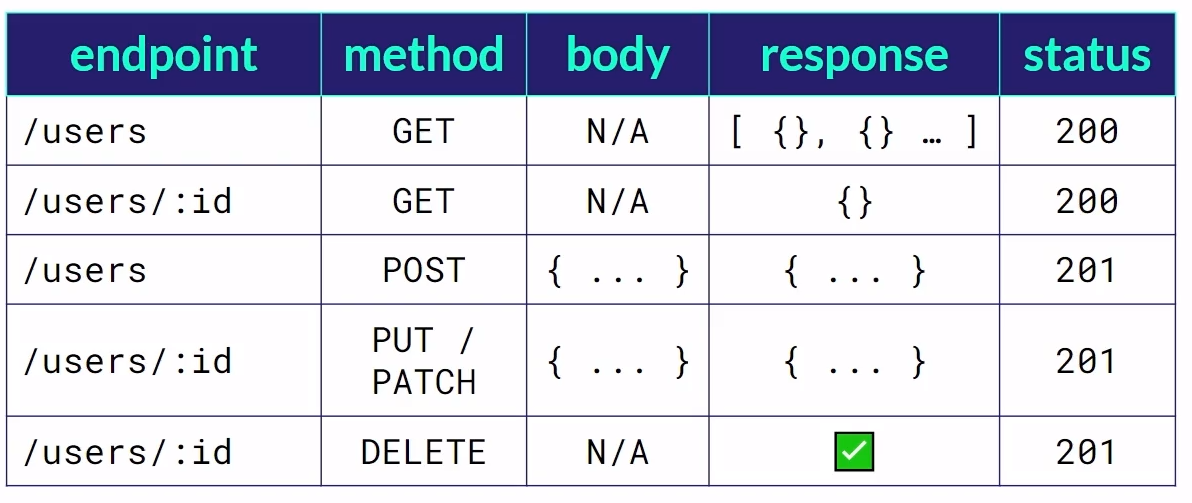 endpoint method body response status
/users GET N/A [ {}, {} … ] 200
/users/:id GET N/A {} 200
/users POST { ... } { ... } 201
/users/:id PUT / PATCH { ... } { ... } 201
/users/:id DELETE N/A ✅ 201